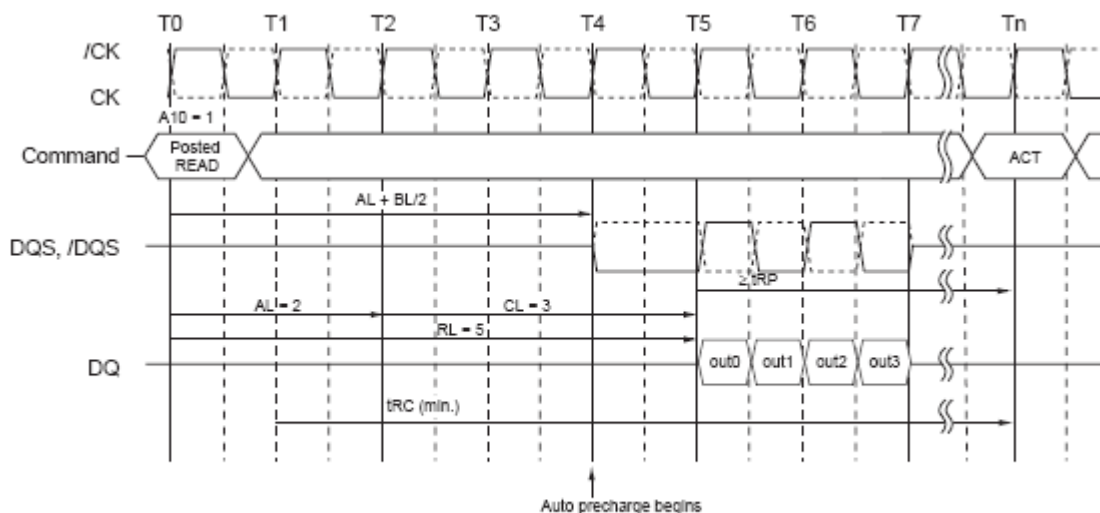 T0 T1 T2 T3 T4 T5 T6 T7 Tn
/CK
CK
A10 = 1
Command Posted READ ACT
AL + BL/2
DQS, /DQS
≥ tRP
AL = 2 CL = 3
RL = 5
DQ out0 out1 out2 out3
tRC (min.)
Auto precharge begins